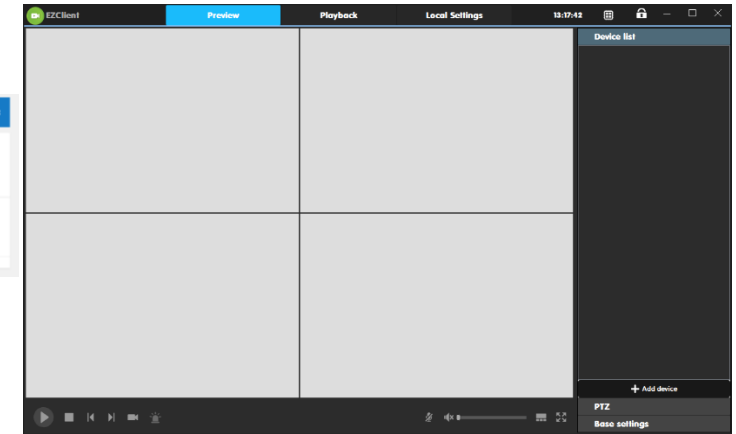 EZClient Preview Playback Local Settings 13:17:42
Device list
Add device
PTZ
Base settings